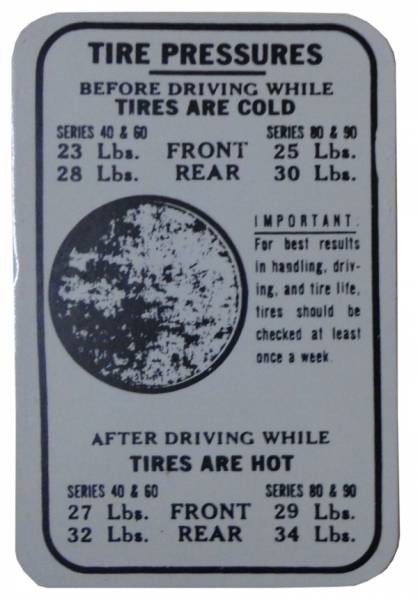 TIRE PRESSURES
BEFORE DRIVING WHILE
TIRES ARE COLD
SERIES 40 & 60 SERIES 80 & 90
23 Lbs. FRONT 25 Lbs.
28 Lbs. REAR 30 Lbs.
IMPORTANT:
For best results
in handling, driv-
ing, and tire life,
tires should be
checked at least
once a week.
AFTER DRIVING WHILE
TIRES ARE HOT
SERIES 40 & 60 SERIES 80 & 90
27 Lbs. FRONT 29 Lbs.
32 Lbs. REAR 34 Lbs.